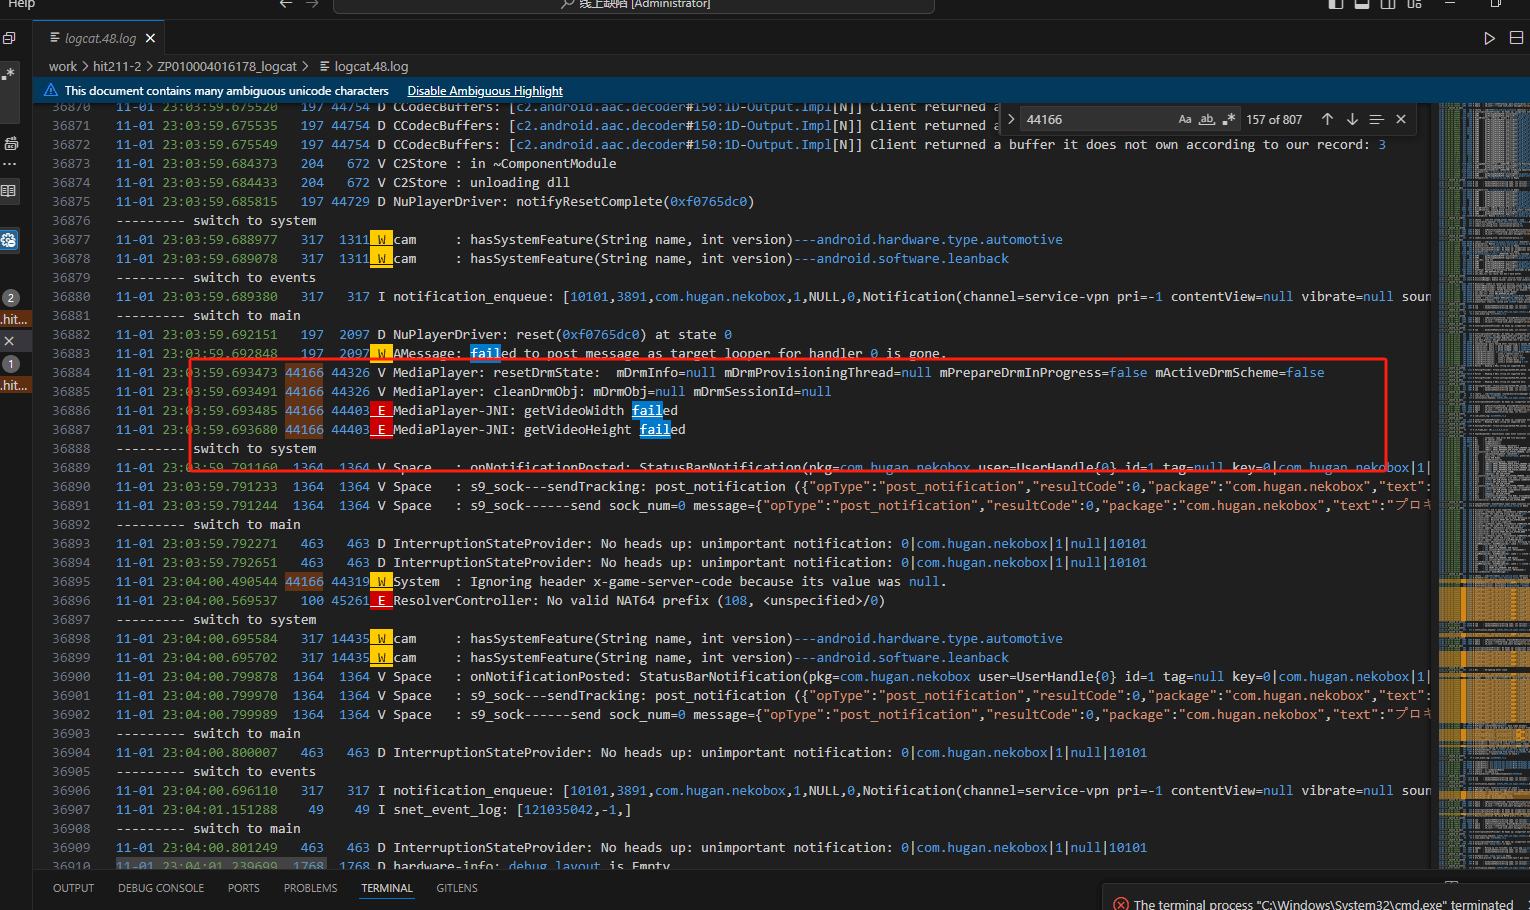 Help
线上缺陷 [Administrator]
logcat.48.log
work > hit211-2 > ZP010004016178_logcat > logcat.48.log
This document contains many ambiguous unicode characters Disable Ambiguous Highlight
44166
Aa ab .* 157 of 807
36870 11-01 23:03:59.675520 197 44754 D CCodecBuffers: [c2.android.aac.decoder#150:1D-Output.Impl[N]] Client returned a
36871 11-01 23:03:59.675535 197 44754 D CCodecBuffers: [c2.android.aac.decoder#150:1D-Output.Impl[N]] Client returned a
36872 11-01 23:03:59.675549 197 44754 D CCodecBuffers: [c2.android.aac.decoder#150:1D-Output.Impl[N]] Client returned a buffer it does not own according to our record: 3
36873 11-01 23:03:59.684373 204 672 V C2Store : in ~ComponentModule
36874 11-01 23:03:59.684433 204 672 V C2Store : unloading dll
36875 11-01 23:03:59.685815 197 44729 D NuPlayerDriver: notifyResetComplete(0xf0765dc0)
36876 --------- switch to system
36877 11-01 23:03:59.688977 317 1311 W cam : hasSystemFeature(String name, int version)---android.hardware.type.automotive
36878 11-01 23:03:59.689078 317 1311 W cam : hasSystemFeature(String name, int version)---android.software.leanback
36879 --------- switch to events
36880 11-01 23:03:59.689380 317 317 I notification_enqueue: [10101,3891,com.hugan.nekobox,1,NULL,0,Notification(channel=service-vpn pri=-1 contentView=null vibrate=null soun
36881 --------- switch to main
36882 11-01 23:03:59.692151 197 2097 D NuPlayerDriver: reset(0xf0765dc0) at state 0
36883 11-01 23:03:59.692848 197 2097 W AMessage: failed to post message as target looper for handler 0 is gone.
36884 11-01 23:03:59.693473 44166 44326 V MediaPlayer: resetDrmState: mDrmInfo=null mDrmProvisioningThread=null mPrepareDrmInProgress=false mActiveDrmScheme=false
36885 11-01 23:03:59.693491 44166 44326 V MediaPlayer: cleanDrmObj: mDrmObj=null mDrmSessionId=null
36886 11-01 23:03:59.693485 44166 44403 E MediaPlayer-JNI: getVideoWidth failed
36887 11-01 23:03:59.693680 44166 44403 E MediaPlayer-JNI: getVideoHeight failed
36888 --------- switch to system
36889 11-01 23:03:59.791160 1364 1364 V Space : onNotificationPosted: StatusBarNotification(pkg=com.hugan.nekobox user=UserHandle{0} id=1 tag=null key=0|com.hugan.nekobox|1|
36890 11-01 23:03:59.791233 1364 1364 V Space : s9_sock---sendTracking: post_notification ({"opType":"post_notification","resultCode":0,"package":"com.hugan.nekobox","text":
36891 11-01 23:03:59.791244 1364 1364 V Space : s9_sock------send sock_num=0 message={"opType":"post_notification","resultCode":0,"package":"com.hugan.nekobox","text":"プロキ
36892 --------- switch to main
36893 11-01 23:03:59.792271 463 463 D InterruptionStateProvider: No heads up: unimportant notification: 0|com.hugan.nekobox|1|null|10101
36894 11-01 23:03:59.792651 463 463 D InterruptionStateProvider: No heads up: unimportant notification: 0|com.hugan.nekobox|1|null|10101
36895 11-01 23:04:00.490544 44166 44319 W System : Ignoring header x-game-server-code because its value was null.
36896 11-01 23:04:00.569537 100 45261 E ResolverController: No valid NAT64 prefix (108, <unspecified>/0)
36897 --------- switch to system
36898 11-01 23:04:00.695584 317 14435 W cam : hasSystemFeature(String name, int version)---android.hardware.type.automotive
36899 11-01 23:04:00.695702 317 14435 W cam : hasSystemFeature(String name, int version)---android.software.leanback
36900 11-01 23:04:00.799878 1364 1364 V Space : onNotificationPosted: StatusBarNotification(pkg=com.hugan.nekobox user=UserHandle{0} id=1 tag=null key=0|com.hugan.nekobox|1|
36901 11-01 23:04:00.799970 1364 1364 V Space : s9_sock---sendTracking: post_notification ({"opType":"post_notification","resultCode":0,"package":"com.hugan.nekobox","text":
36902 11-01 23:04:00.799989 1364 1364 V Space : s9_sock------send sock_num=0 message={"opType":"post_notification","resultCode":0,"package":"com.hugan.nekobox","text":"プロキ
36903 --------- switch to main
36904 11-01 23:04:00.800007 463 463 D InterruptionStateProvider: No heads up: unimportant notification: 0|com.hugan.nekobox|1|null|10101
36905 --------- switch to events
36906 11-01 23:04:00.696110 317 317 I notification_enqueue: [10101,3891,com.hugan.nekobox,1,NULL,0,Notification(channel=service-vpn pri=-1 contentView=null vibrate=null soun
36907 11-01 23:04:01.151288 49 49 I snet_event_log: [121035042,-1,]
36908 --------- switch to main
36909 11-01 23:04:00.801249 463 463 D InterruptionStateProvider: No heads up: unimportant notification: 0|com.hugan.nekobox|1|null|10101
36910 11-01 23:04:01.239699 1768 1768 D hardware-info: debug layout is Empty
2
.hit...
1
.hit...
OUTPUT DEBUG CONSOLE PORTS PROBLEMS TERMINAL GITLENS
The terminal process "C:\Windows\System32\cmd.exe" terminated